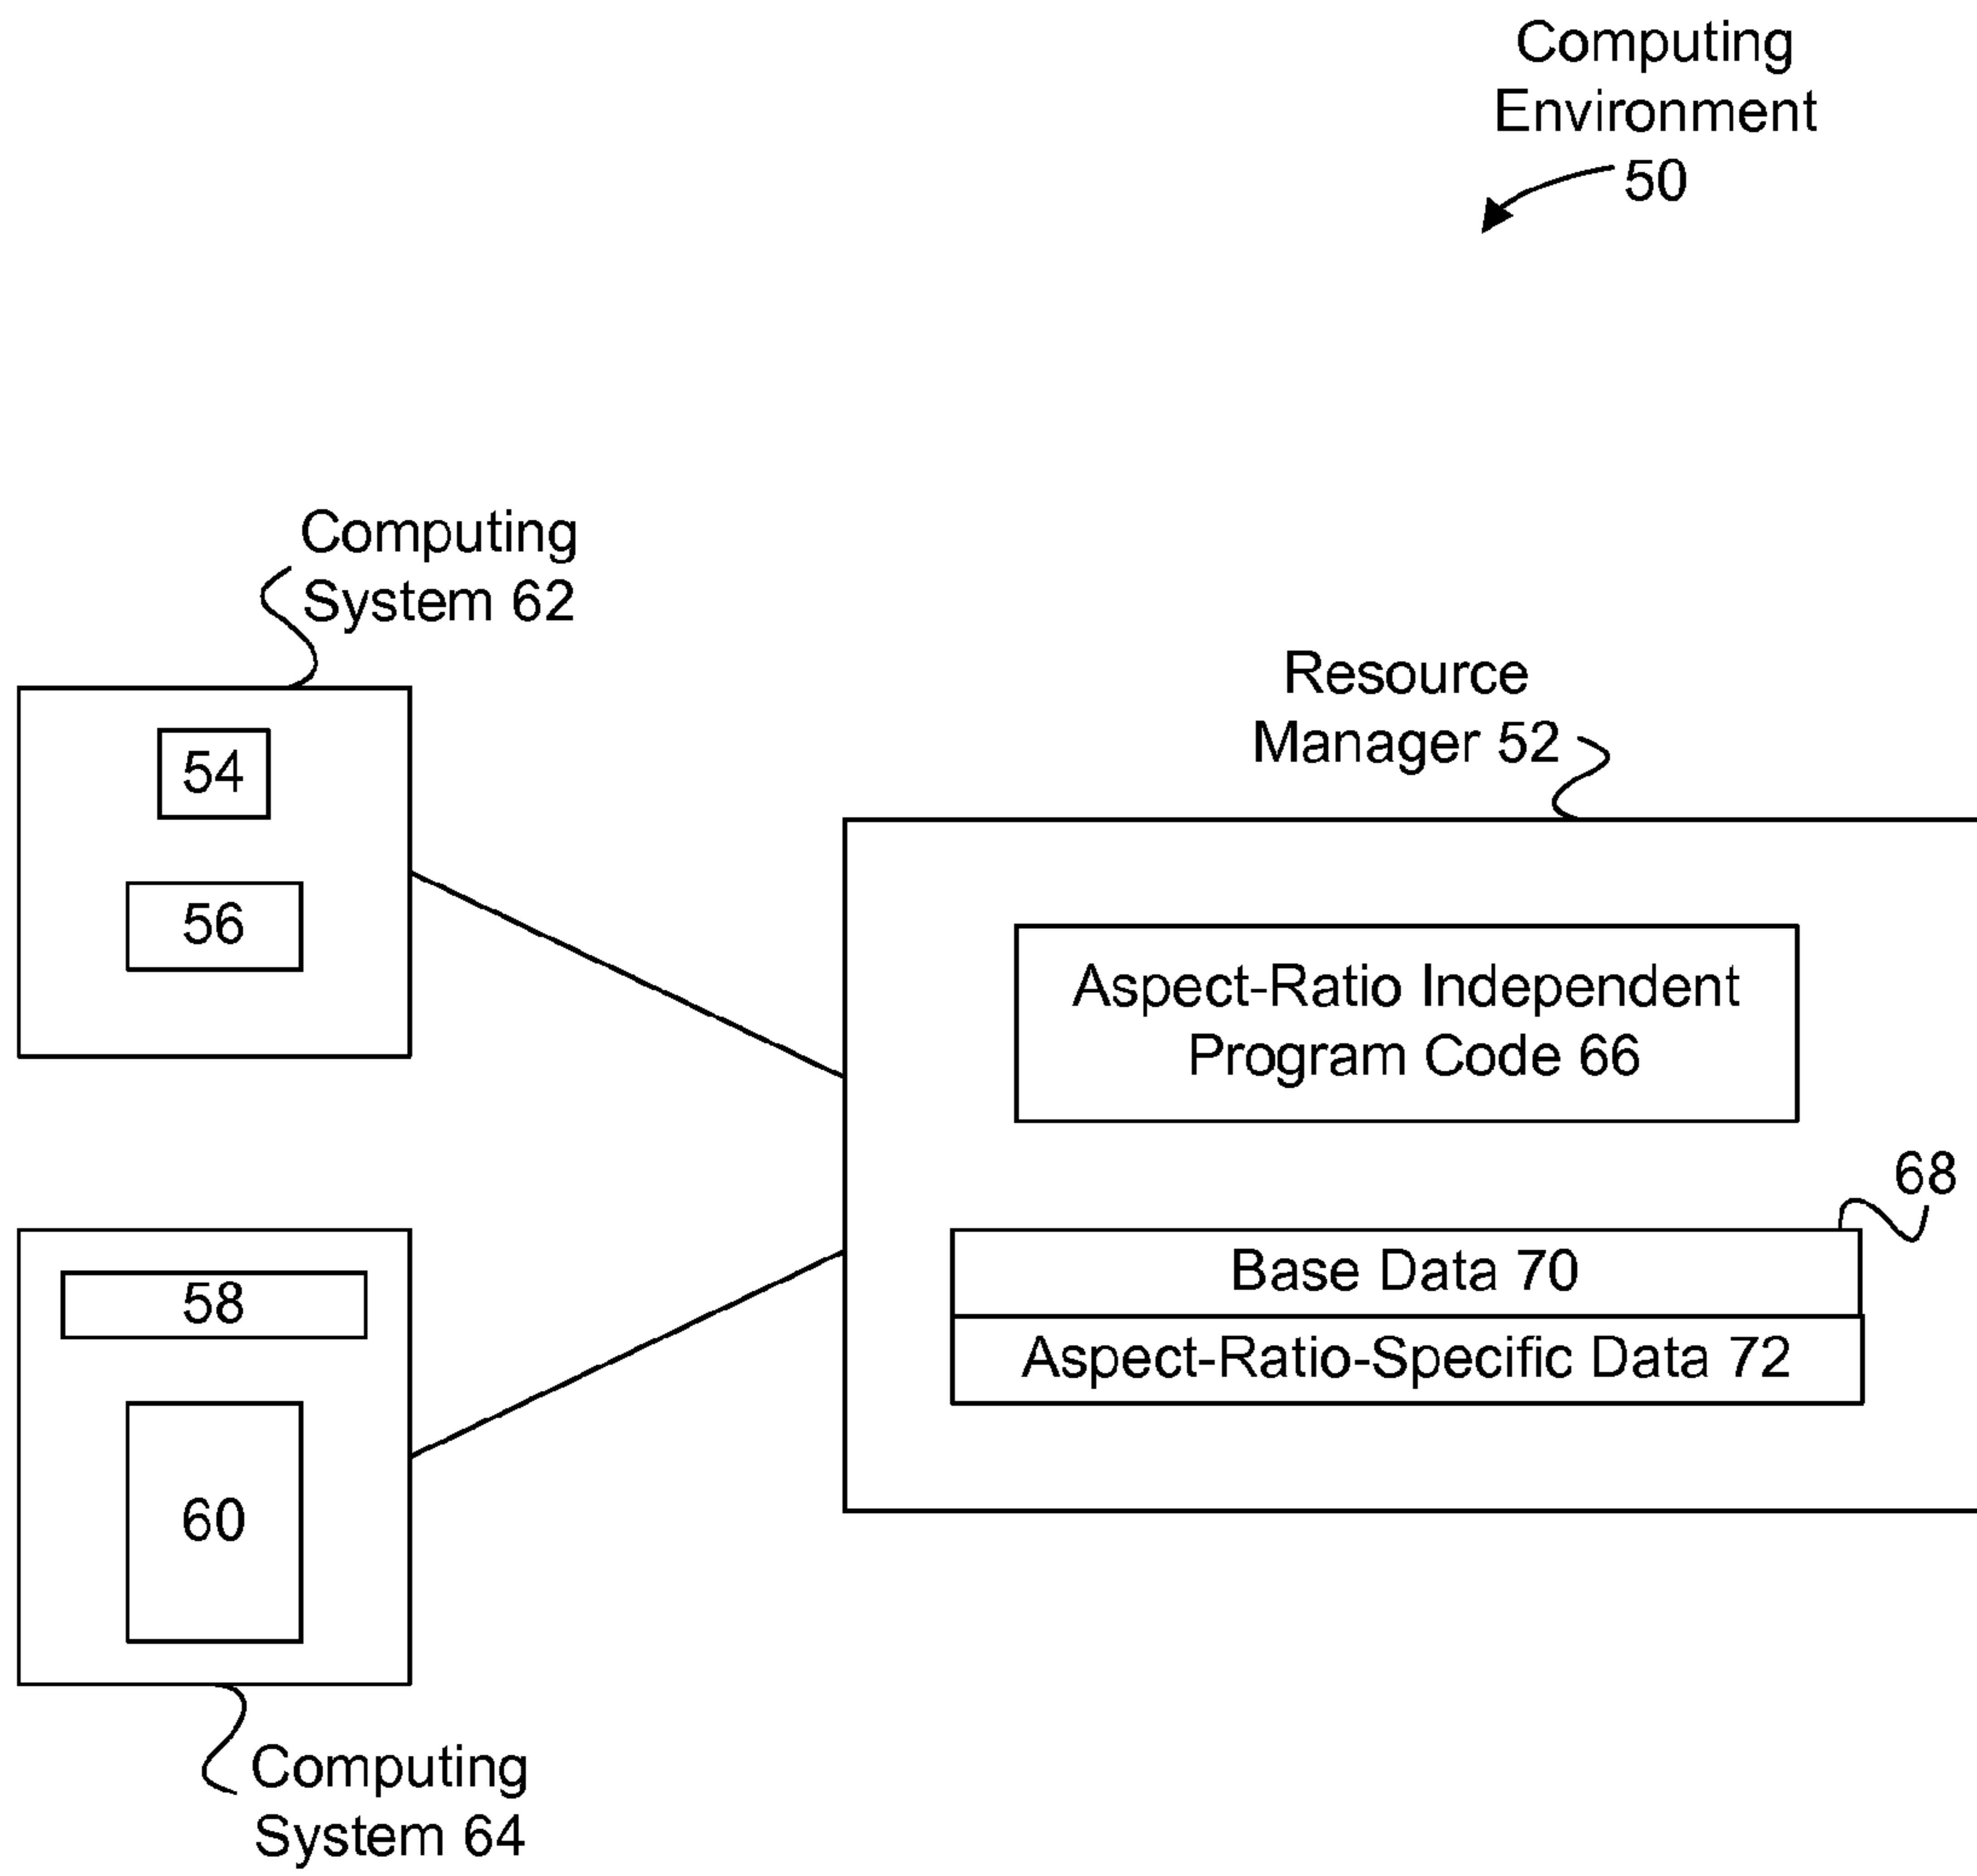 Computing
Environment
50
Computing
System 62
54
56
Resource
Manager 52
Aspect-Ratio Independent
Program Code 66
68
Base Data 70
Aspect-Ratio-Specific Data 72
58
60
Computing
System 64